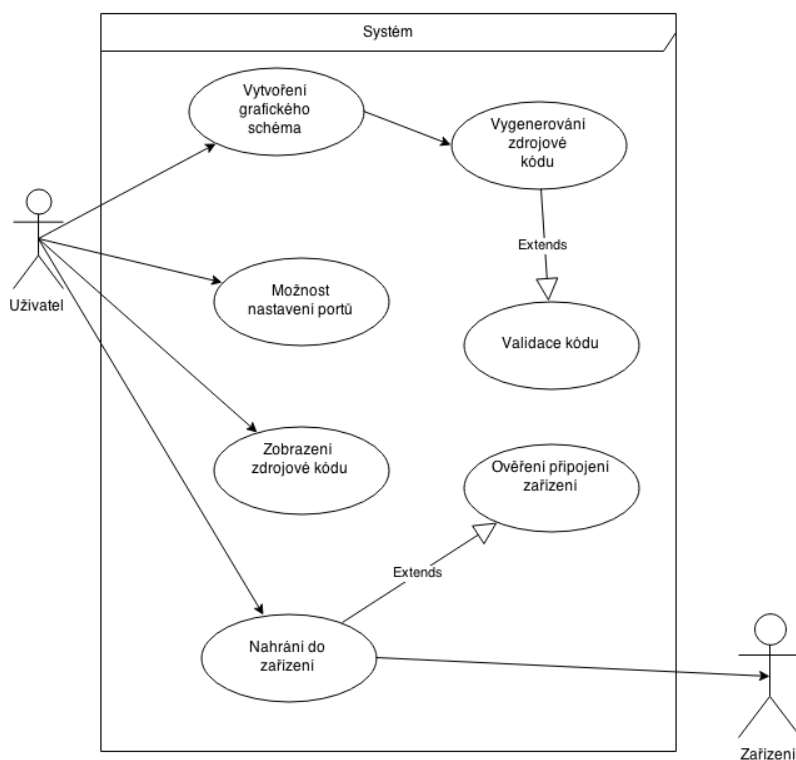 Systém
Vytvoření
grafického
schéma
Vygenerování
zdrojové
kódu
Extends
Uživatel
Možnost
nastavení portů
Validace kódu
Zobrazení
zdrojové kódu
Ověření připojení
zařízení
Extends
Nahrání do
zařízení
Zařízení